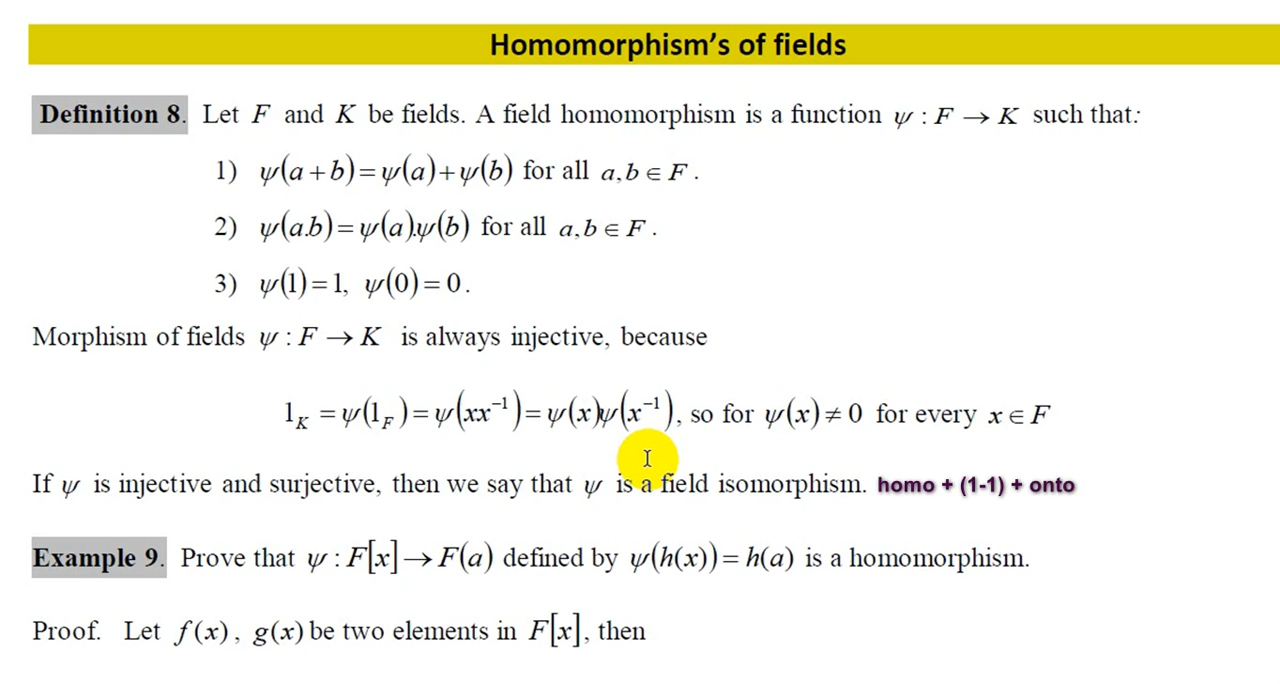 Homomorphism's of fields
Definition 8. Let F and K be fields. A field homomorphism is a function ψ : F → K such that:
1) ψ(a+b)=ψ(a)+ψ(b) for all a,b ∈ F .
2) ψ(a.b)=ψ(a).ψ(b) for all a,b ∈ F .
3) ψ(1)=1, ψ(0)=0.
Morphism of fields ψ : F → K is always injective, because
1_K = ψ(1_F) = ψ(xx⁻¹) = ψ(x)ψ(x⁻¹), so for ψ(x) ≠ 0 for every x ∈ F
If ψ is injective and surjective, then we say that ψ is a field isomorphism. homo + (1-1) + onto
Example 9. Prove that ψ : F[x] → F(a) defined by ψ(h(x)) = h(a) is a homomorphism.
Proof. Let f(x), g(x) be two elements in F[x], then